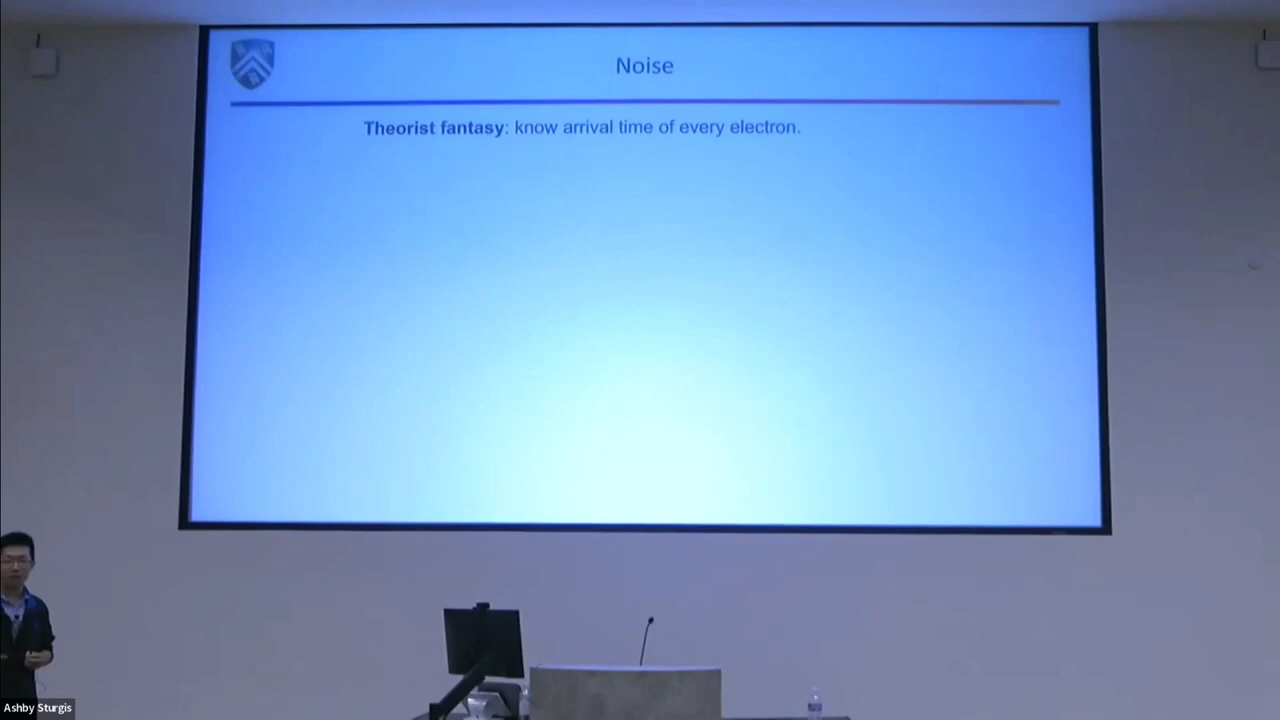 Noise
Theorist fantasy: know arrival time of every electron.
Ashby Sturgis